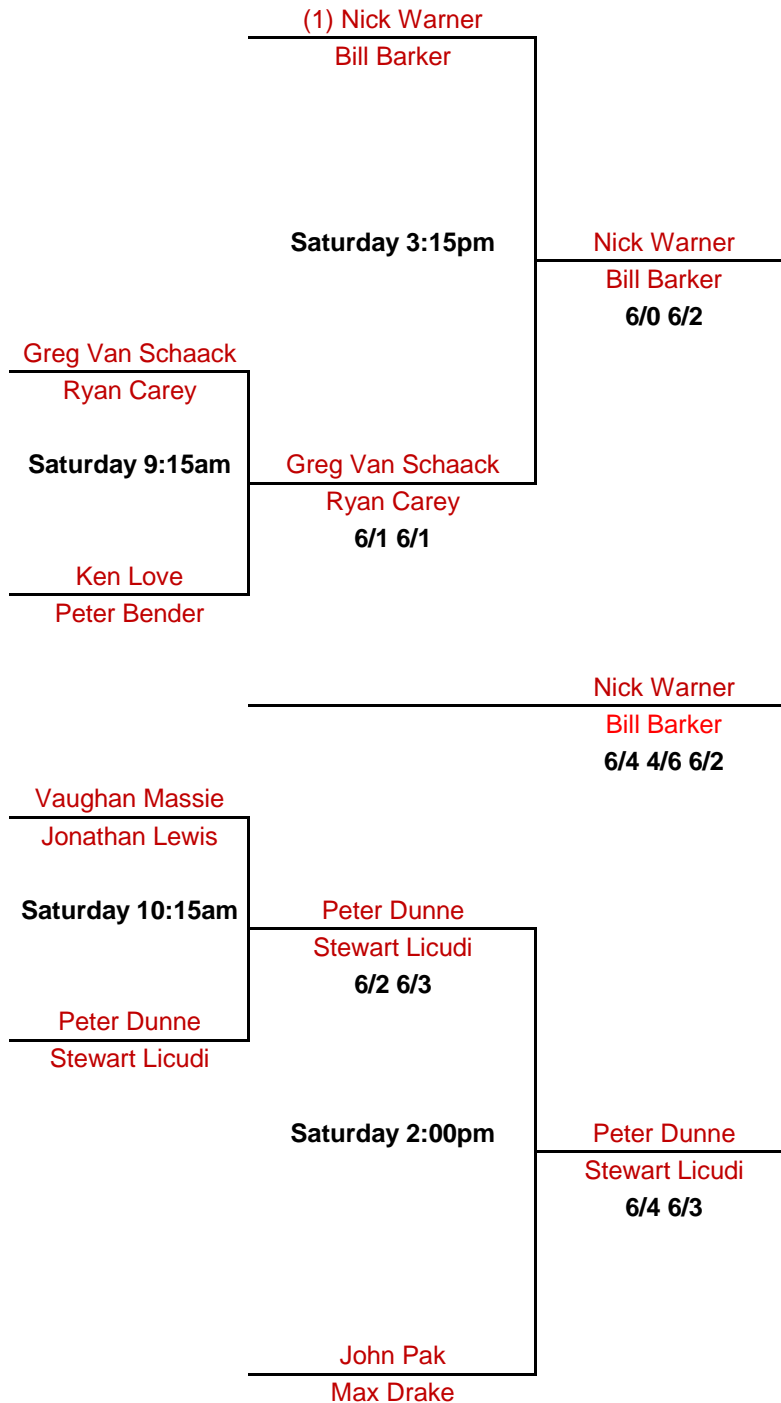 (1) Nick Warner
Bill Barker
Saturday 3:15pm
Nick Warner
Bill Barker
6/0 6/2
Greg Van Schaack
Ryan Carey
Saturday 9:15am
Greg Van Schaack
Ryan Carey
6/1 6/1
Ken Love
Peter Bender
Nick Warner
Bill Barker
6/4 4/6 6/2
Vaughan Massie
Jonathan Lewis
Saturday 10:15am
Peter Dunne
Stewart Licudi
6/2 6/3
Peter Dunne
Stewart Licudi
Saturday 2:00pm
Peter Dunne
Stewart Licudi
6/4 6/3
John Pak
Max Drake